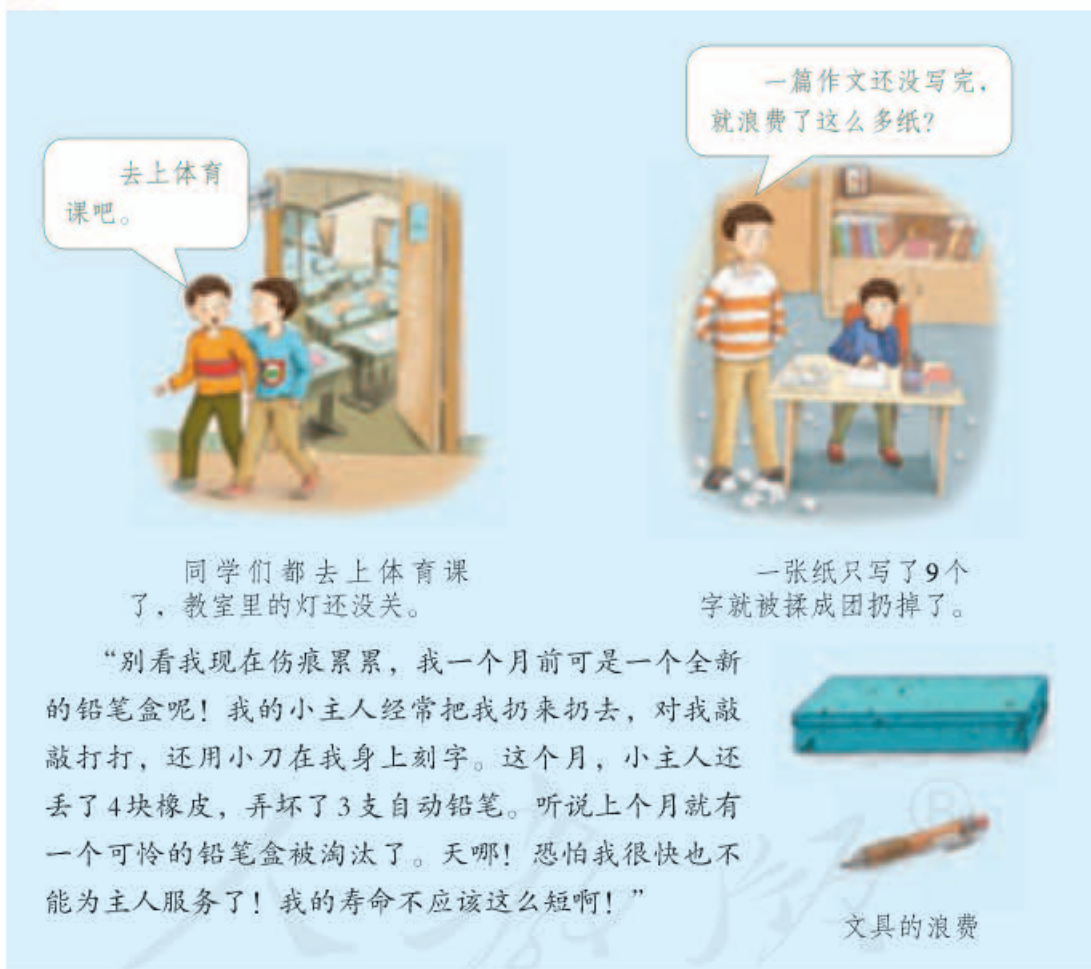 一篇作文还没写完，
就浪费了这么多纸？
去上体育
课吧。
同学们都去上体育课
了，教室里的灯还没关。
一张纸只写了9个
字就被揉成团扔掉了。
“别看我现在伤痕累累，我一个月前可是一个全新
的铅笔盒呢！我的小主人经常把我扔来扔去，对我敲
敲打打，还用小刀在我身上刻字。这个月，小主人还
丢了4块橡皮，弄坏了3支自动铅笔。听说上个月就有
一个可怜的铅笔盒被淘汰了。天哪！恐怕我很快也不
能为主人服务了！我的寿命不应该这么短啊！”
文具的浪费